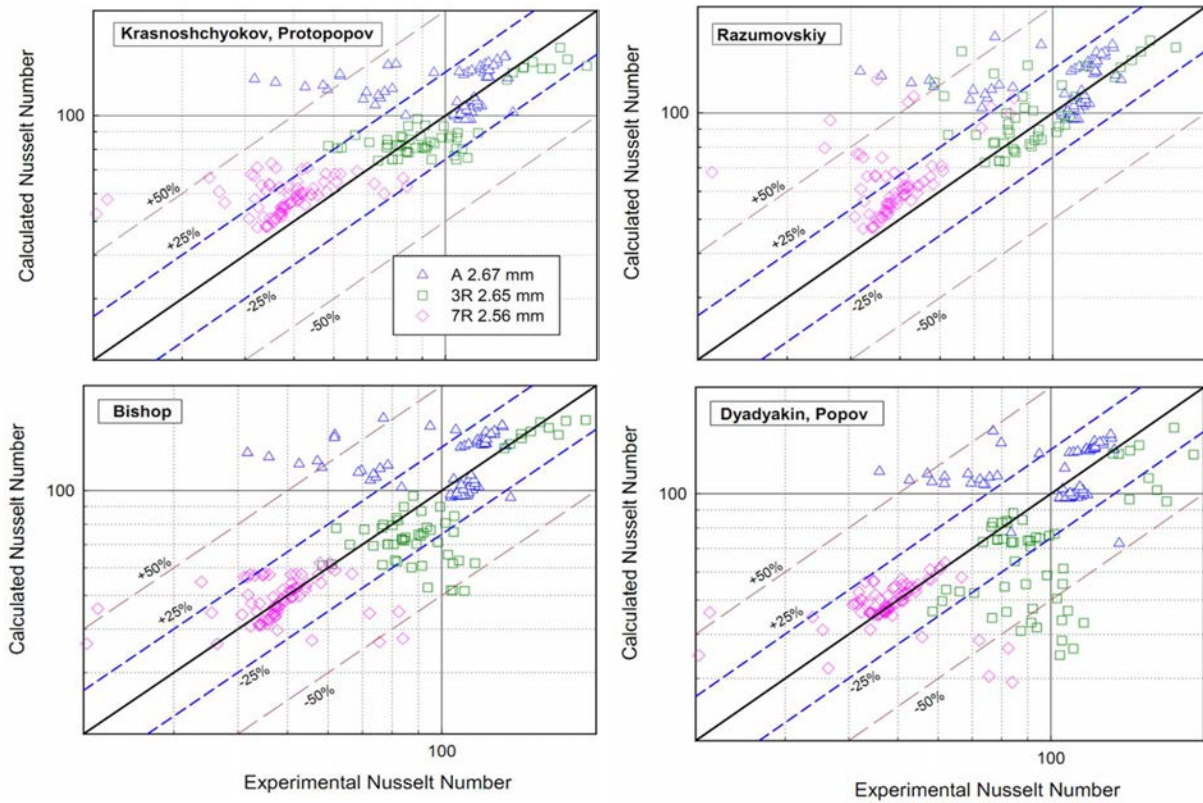 Krasnoshchyokov, Protopopov
Calculated Nusselt Number
100
+50%
+25%
-25%
-50%
A 2.67 mm
3R 2.65 mm
7R 2.56 mm
Razumovskiy
Calculated Nusselt Number
100
+50%
+25%
-25%
-50%
Bishop
Calculated Nusselt Number
100
+50%
+25%
-25%
-50%
100
Experimental Nusselt Number
Dyadyakin, Popov
Calculated Nusselt Number
100
+50%
+25%
-25%
-50%
100
Experimental Nusselt Number